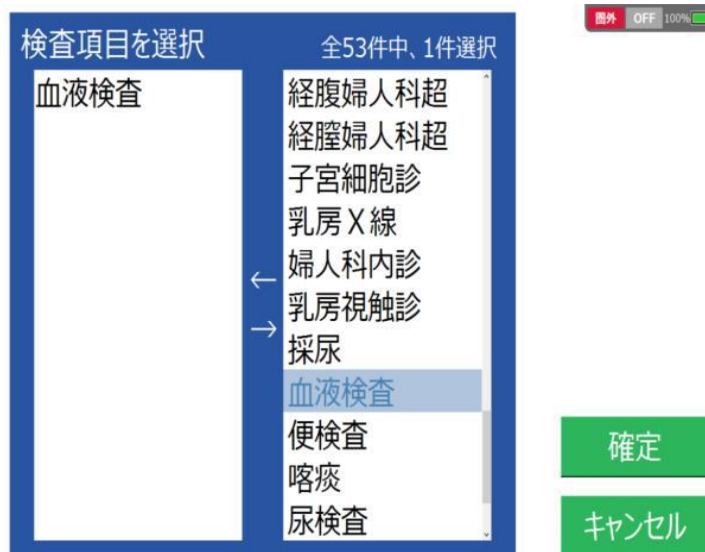 検査項目を選択
全53件中、1件選択
血液検査
経腹婦人科超
経膣婦人科超
子宮細胞診
乳房X線
婦人科内診
←
乳房視触診
→
採尿
血液検査
便検査
喀痰
尿検査
圏外 OFF 100%
確定
キャンセル